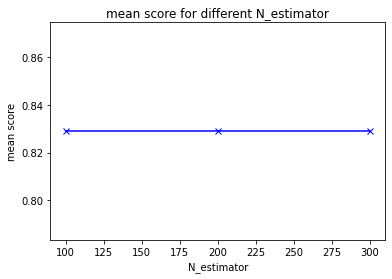 mean score for different N_estimator
0.86
0.84
0.82
0.80
mean score
100 125 150 175 200 225 250 275 300
N_estimator